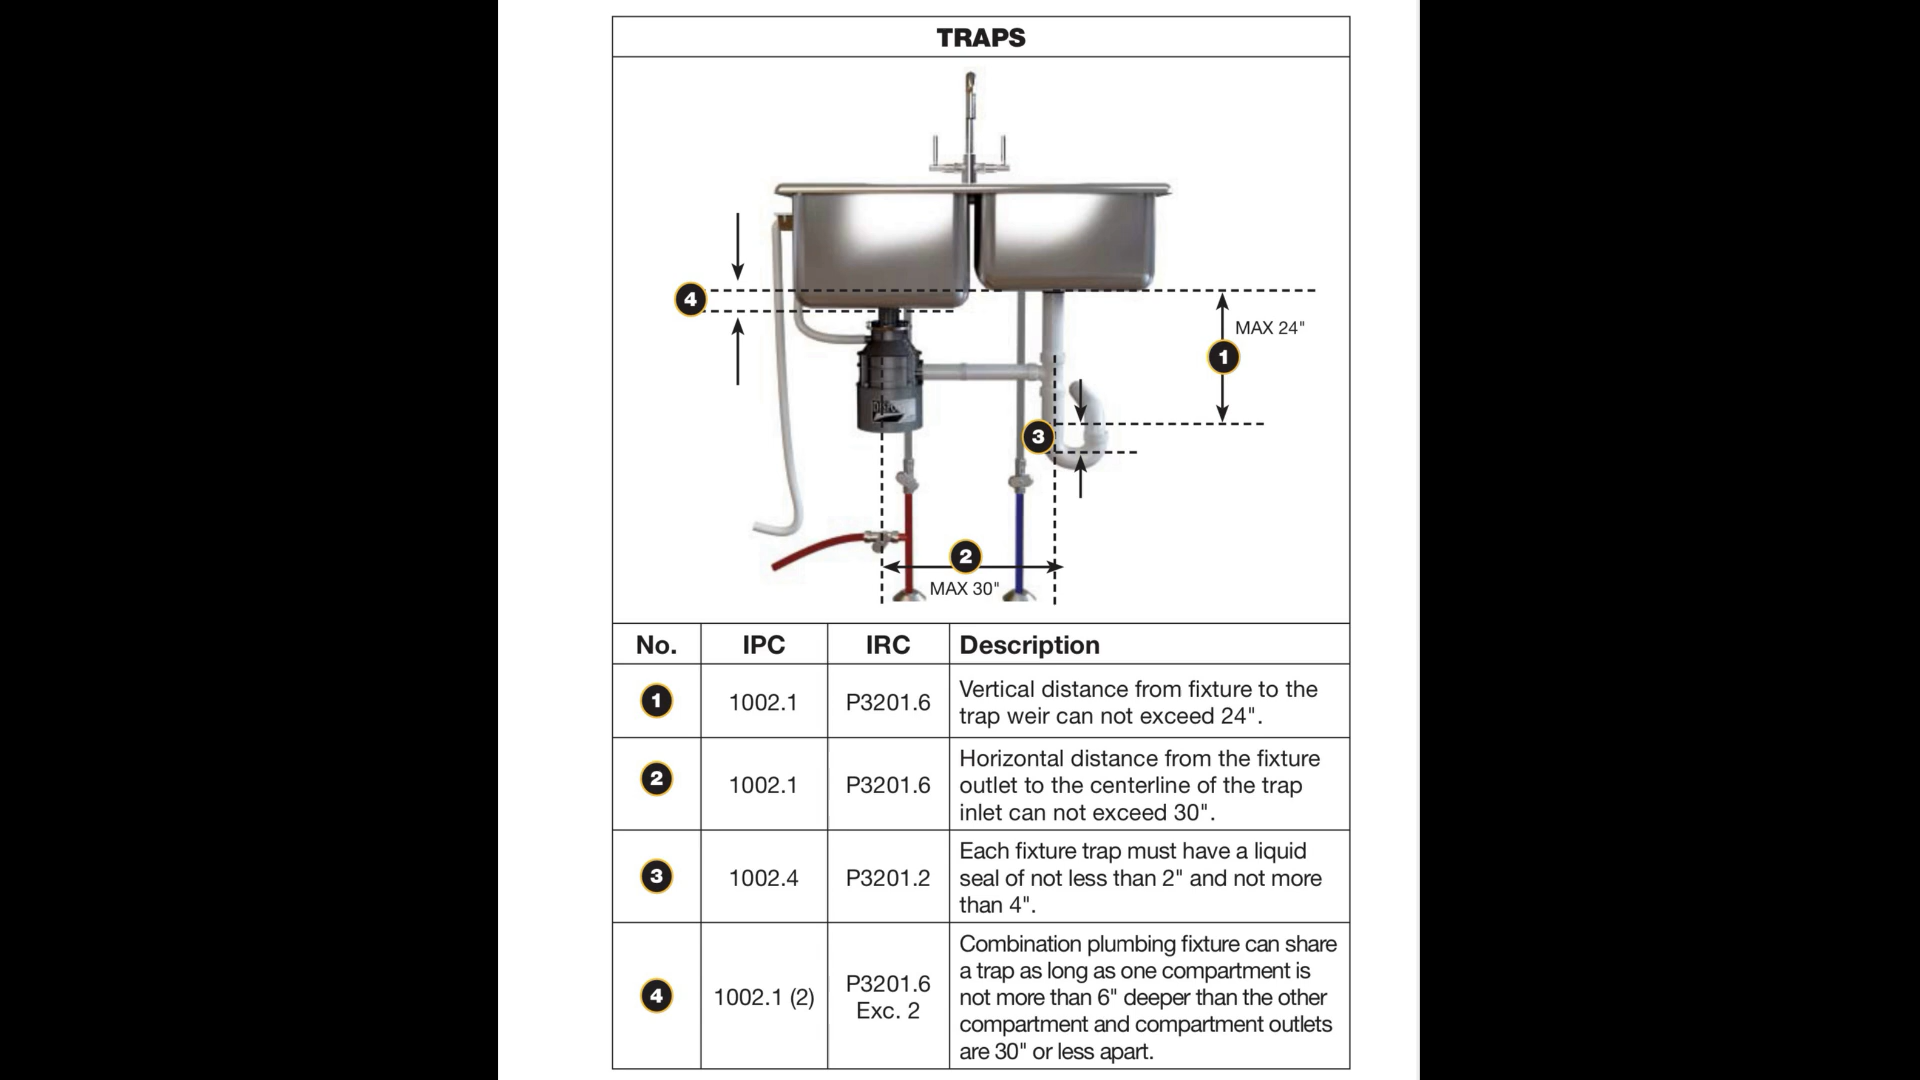 TRAPS
4
MAX 24"
1
3
2
MAX 30"
No. IPC IRC Description
1 1002.1 P3201.6 Vertical distance from fixture to the
trap weir can not exceed 24".
2 1002.1 P3201.6 Horizontal distance from the fixture
outlet to the centerline of the trap
inlet can not exceed 30".
3 1002.4 P3201.2 Each fixture trap must have a liquid
seal of not less than 2" and not more
than 4".
4 1002.1 (2) P3201.6
Exc. 2
Combination plumbing fixture can share
a trap as long as one compartment is
not more than 6" deeper than the other
compartment and compartment outlets
are 30" or less apart.